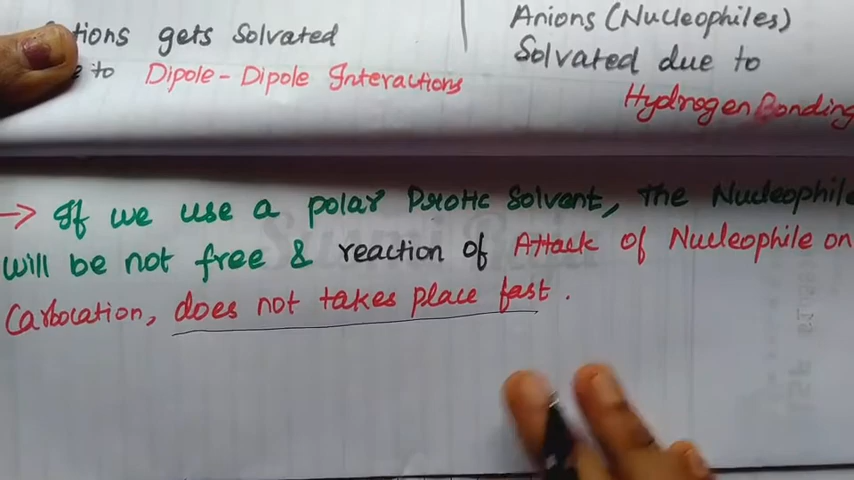 tions gets Solvated
e to Dipole - Dipole Interactions
Anions (Nucleophiles)
Solvated due to
Hydrogen Bonding
→ If we use a polar Protic Solvent, the Nucleophile
will be not free & reaction of Attack of Nucleophile on
Carbocation, does not takes place fast.